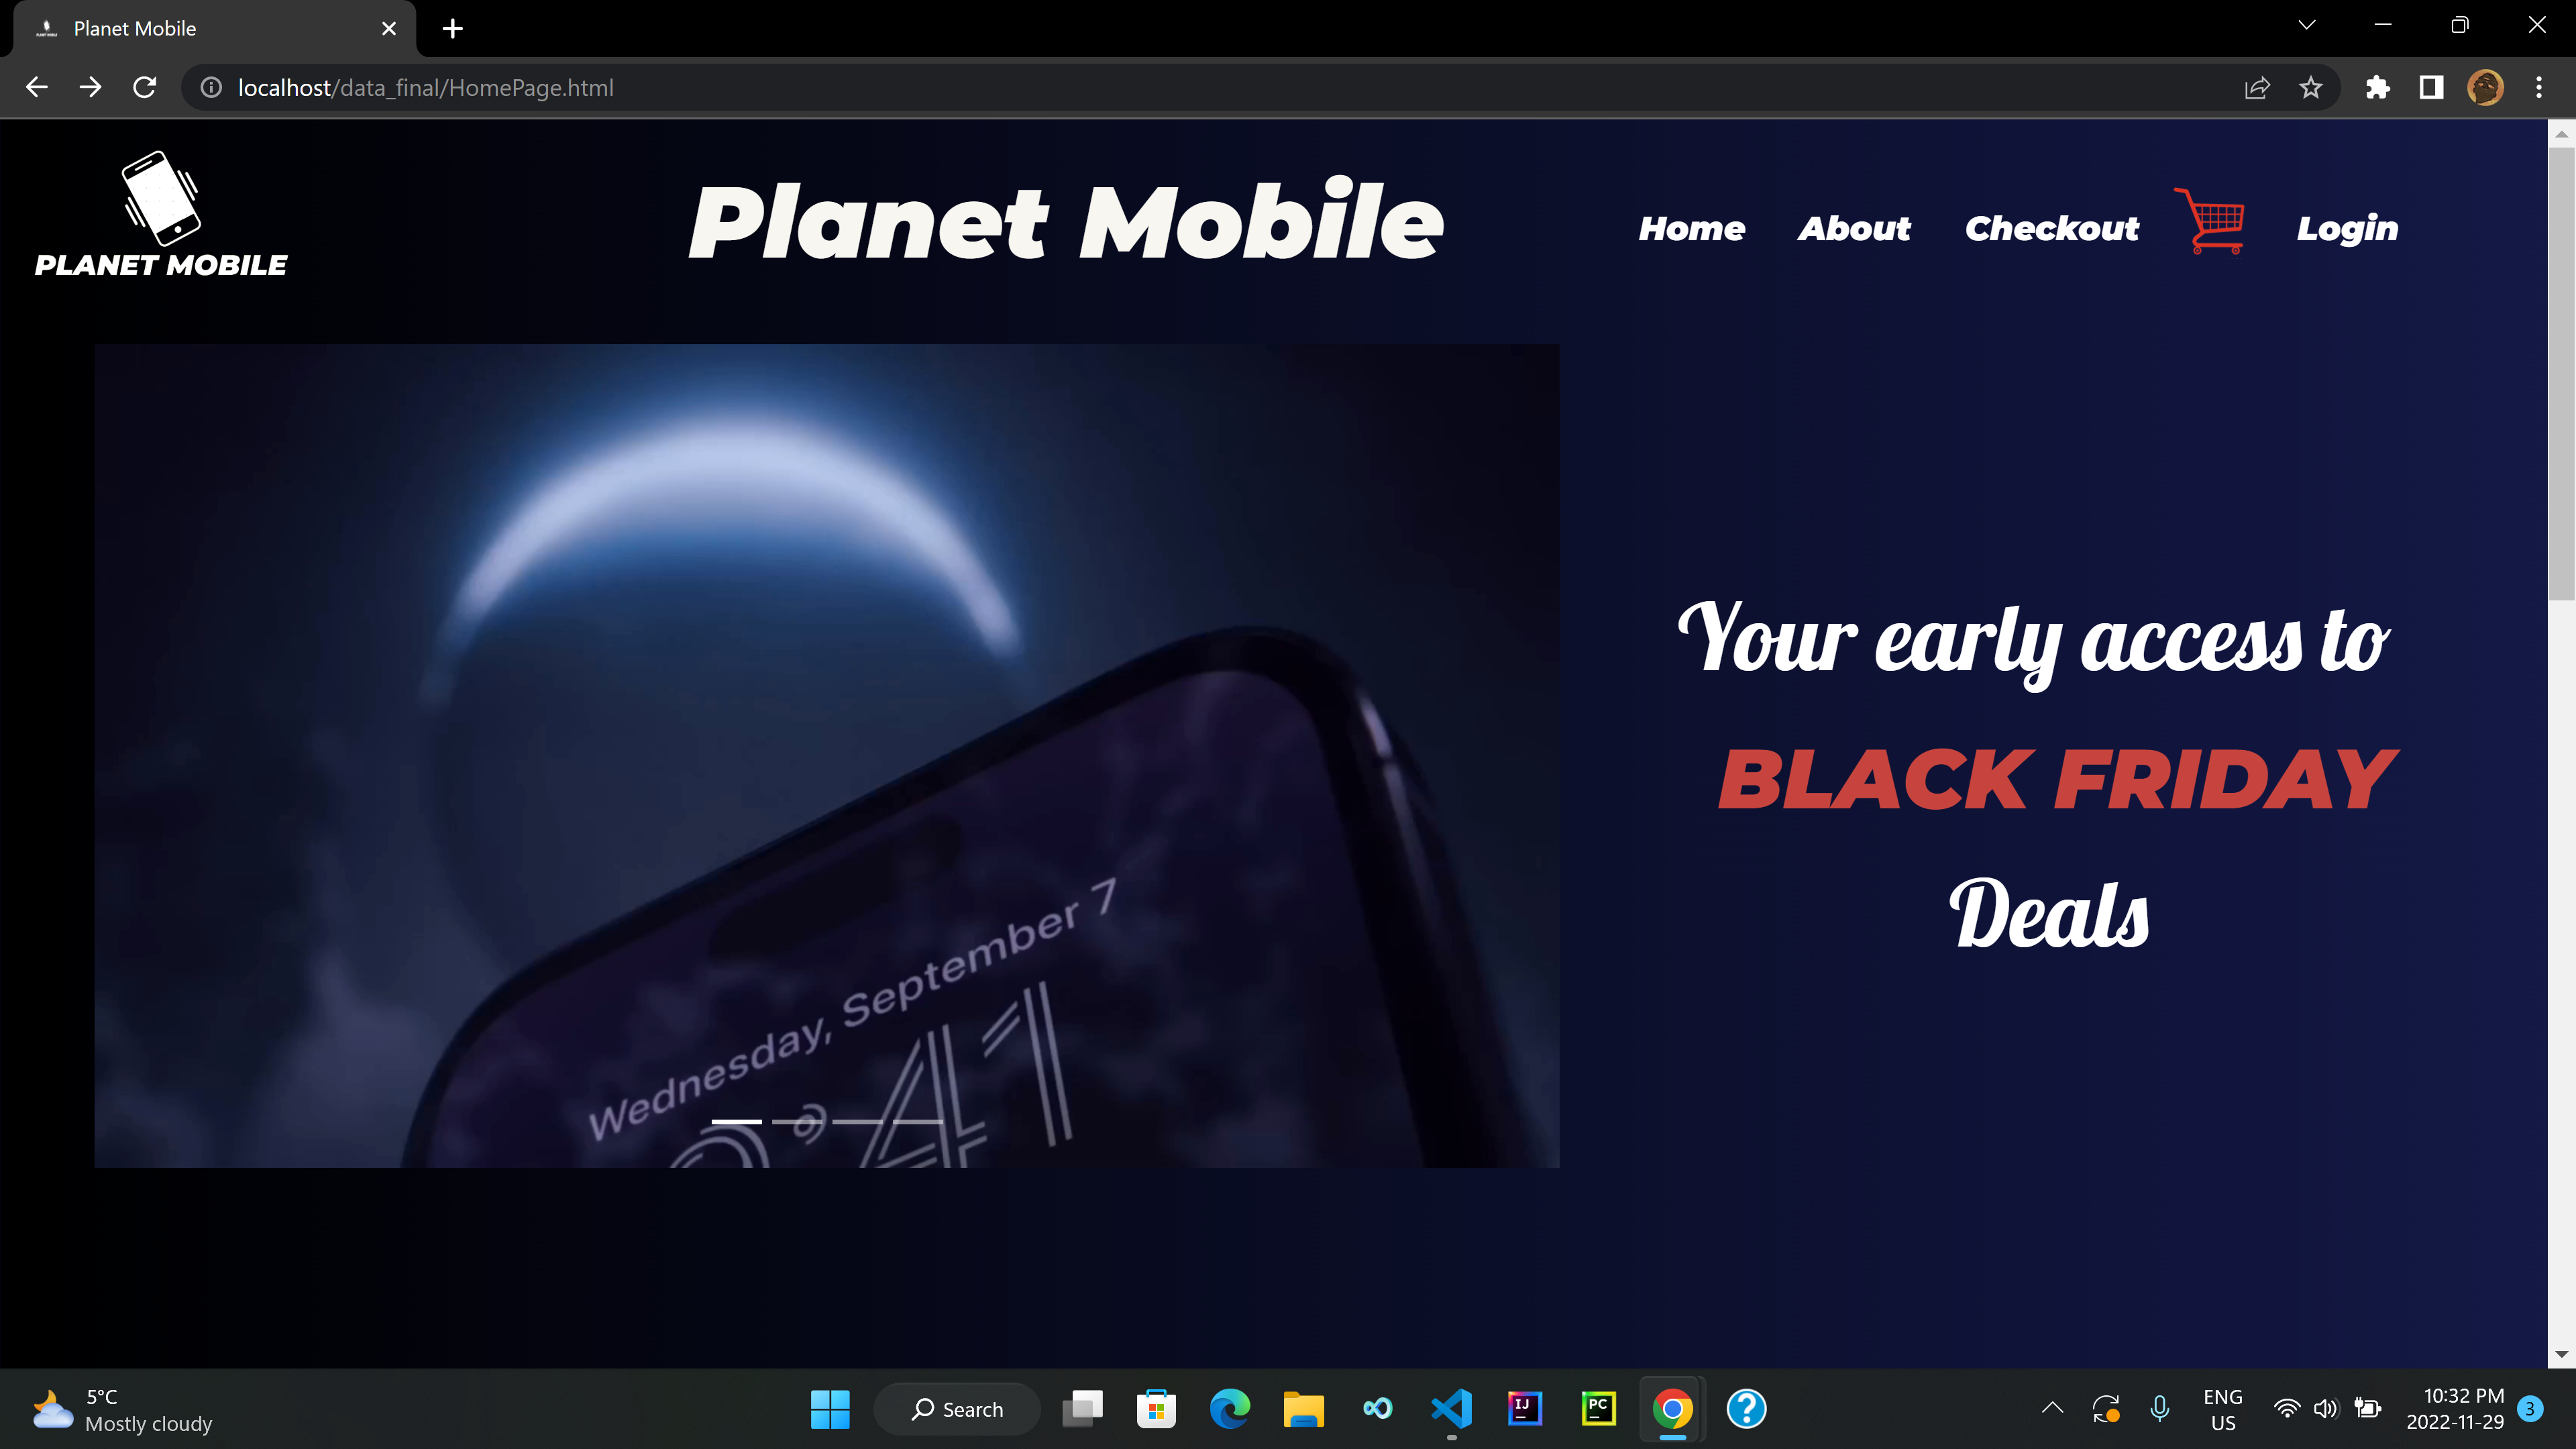 Planet Mobile
localhost/data_final/HomePage.html
PLANET MOBILE
Planet Mobile
Home About Checkout Login
Your early access to
BLACK FRIDAY
Deals
Wednesday, September 7
9:41
5°C
Mostly cloudy
Search
IJ
PC
ENG
US
10:32 PM
2022-11-29
3